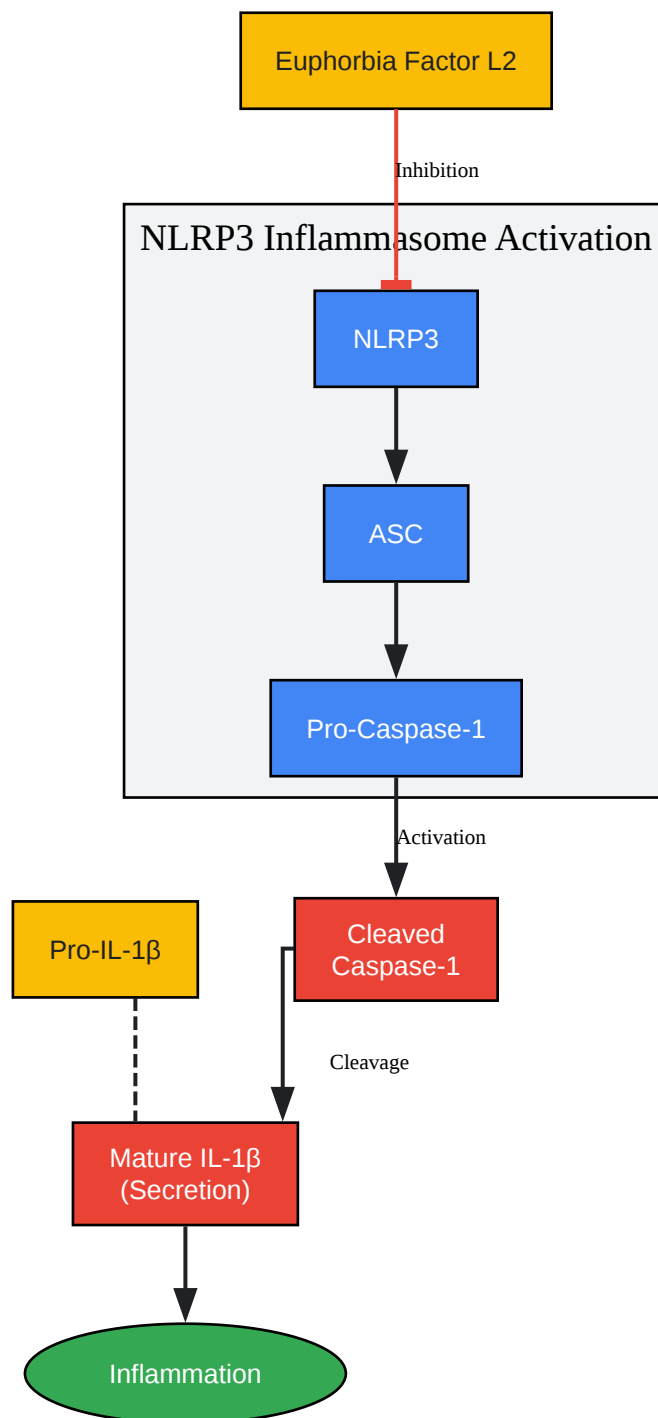 Euphorbia Factor L2
Inhibition
NLRP3 Inflammasome Activation
NLRP3
ASC
Pro-Caspase-1
Activation
Pro-IL-1β
Cleaved
Caspase-1
Cleavage
Mature IL-1β
(Secretion)
Inflammation